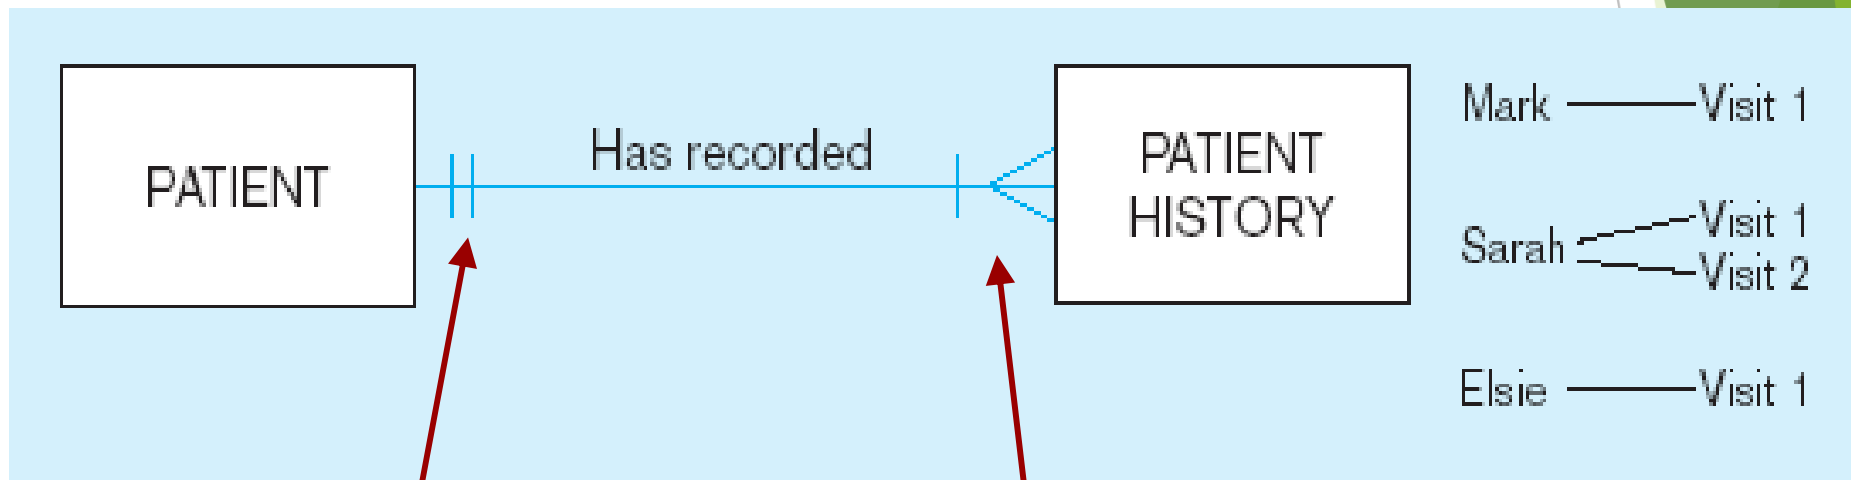 PATIENT
Has recorded
PATIENT
HISTORY
Mark
Visit 1
Sarah
Visit 1
Visit 2
Elsie
Visit 1